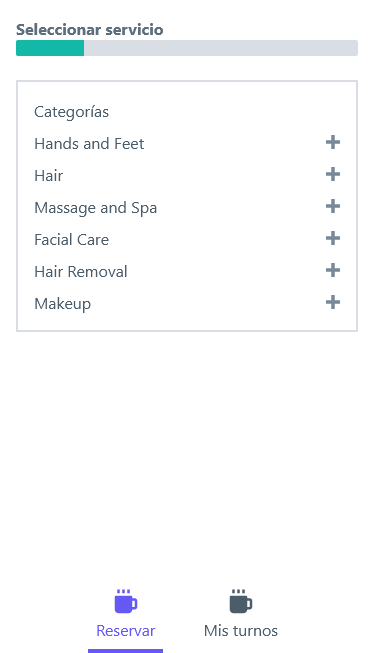 Seleccionar servicio
Categorías
Hands and Feet
Hair
Massage and Spa
Facial Care
Hair Removal
Makeup
Reservar
Mis turnos